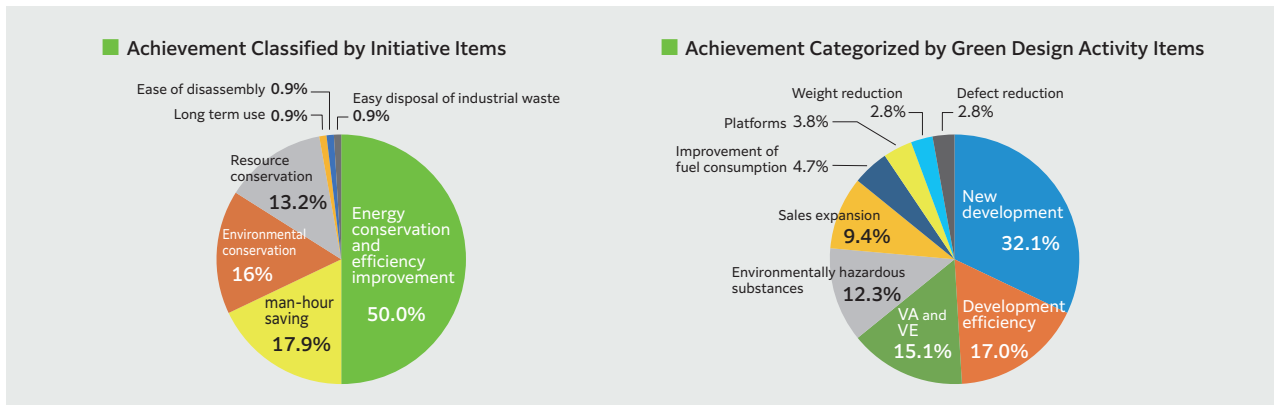 Achievement Classified by Initiative Items
Ease of disassembly 0.9%
Easy disposal of industrial waste
0.9%
Long term use 0.9%
Resource
conservation
13.2%
Environmental
conservation
16%
man-hour
saving
17.9%
Energy
conservation
and
efficiency
improvement
50.0%
Achievement Categorized by Green Design Activity Items
Weight reduction
2.8%
Defect reduction
2.8%
Platforms 3.8%
Improvement of
fuel consumption 4.7%
Sales expansion
9.4%
Environmentally hazardous
substances
12.3%
VA and
VE
15.1%
New
development
32.1%
Development
efficiency
17.0%